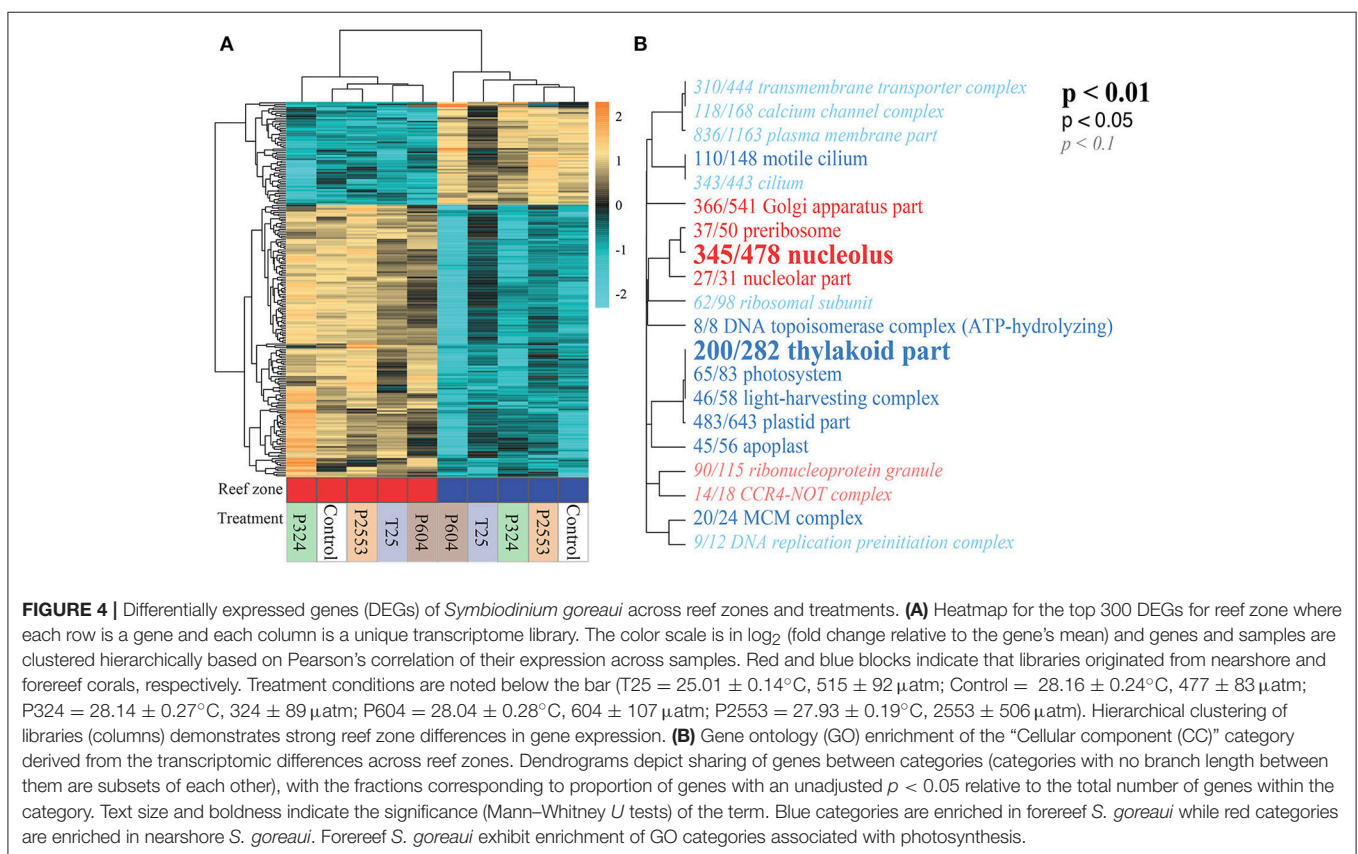 A
B
2
1
0
-1
-2
310/444 transmembrane transporter complex
118/168 calcium channel complex
836/1163 plasma membrane part
110/148 motile cilium
343/443 cilium
366/541 Golgi apparatus part
37/50 preribosome
345/478 nucleolus
27/31 nucleolar part
62/98 ribosomal subunit
8/8 DNA topoisomerase complex (ATP-hydrolyzing)
200/282 thylakoid part
65/83 photosystem
46/58 light-harvesting complex
483/643 plastid part
45/56 apoplast
90/115 ribonucleoprotein granule
14/18 CCR4-NOT complex
20/24 MCM complex
9/12 DNA replication preinitiation complex
p < 0.01
p < 0.05
p < 0.1
Reef zone
Treatment
P324
Control
P2553
T25
P604
P604
T25
P324
P2553
Control
FIGURE 4 | Differentially expressed genes (DEGs) of Symbiodinium goreaui across reef zones and treatments. (A) Heatmap for the top 300 DEGs for reef zone where
each row is a gene and each column is a unique transcriptome library. The color scale is in log2 (fold change relative to the gene's mean) and genes and samples are
clustered hierarchically based on Pearson's correlation of their expression across samples. Red and blue blocks indicate that libraries originated from nearshore and
forereef corals, respectively. Treatment conditions are noted below the bar (T25 = 25.01 ± 0.14°C, 515 ± 92 μatm; Control = 28.16 ± 0.24°C, 477 ± 83 μatm;
P324 = 28.14 ± 0.27°C, 324 ± 89 μatm; P604 = 28.04 ± 0.28°C, 604 ± 107 μatm; P2553 = 27.93 ± 0.19°C, 2553 ± 506 μatm). Hierarchical clustering of
libraries (columns) demonstrates strong reef zone differences in gene expression. (B) Gene ontology (GO) enrichment of the "Cellular component (CC)" category
derived from the transcriptomic differences across reef zones. Dendrograms depict sharing of genes between categories (categories with no branch length between
them are subsets of each other), with the fractions corresponding to proportion of genes with an unadjusted p < 0.05 relative to the total number of genes within the
category. Text size and boldness indicate the significance (Mann–Whitney U tests) of the term. Blue categories are enriched in forereef S. goreaui while red categories
are enriched in nearshore S. goreaui. Forereef S. goreaui exhibit enrichment of GO categories associated with photosynthesis.